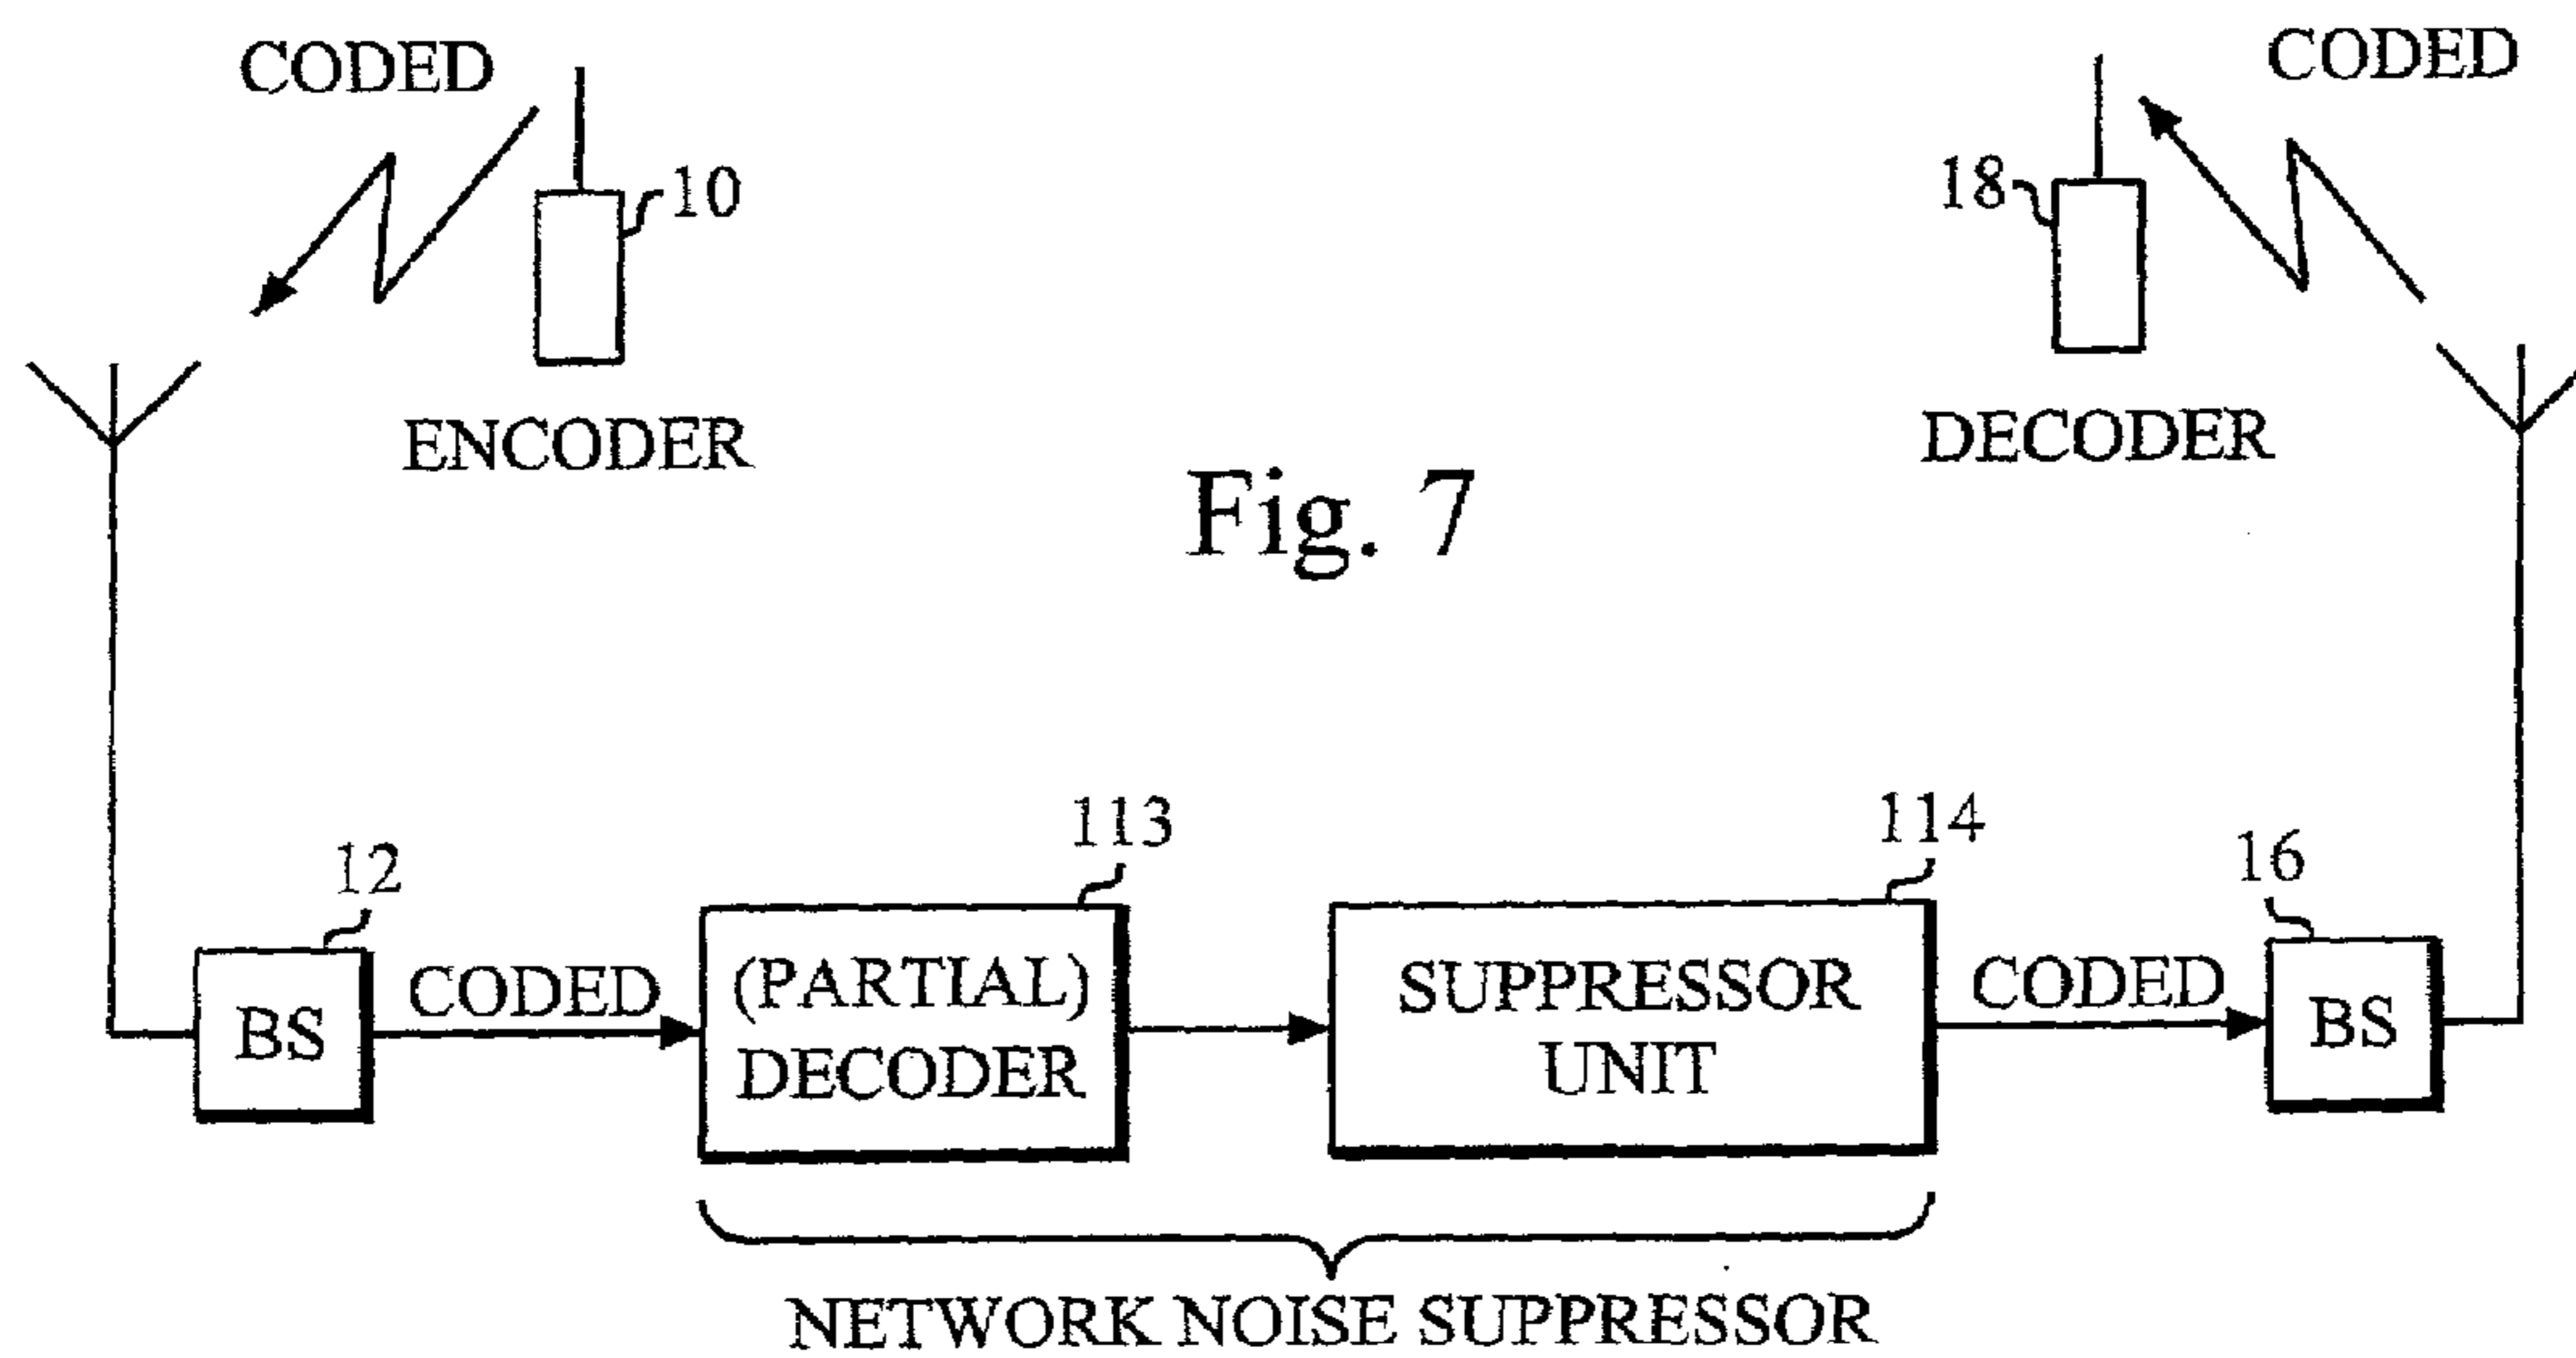 CODED
CODED
10
18
ENCODER
DECODER
Fig. 7
113
114
12
16
BS
CODED
(PARTIAL)
DECODER
SUPPRESSOR
UNIT
CODED
BS
NETWORK NOISE SUPPRESSOR